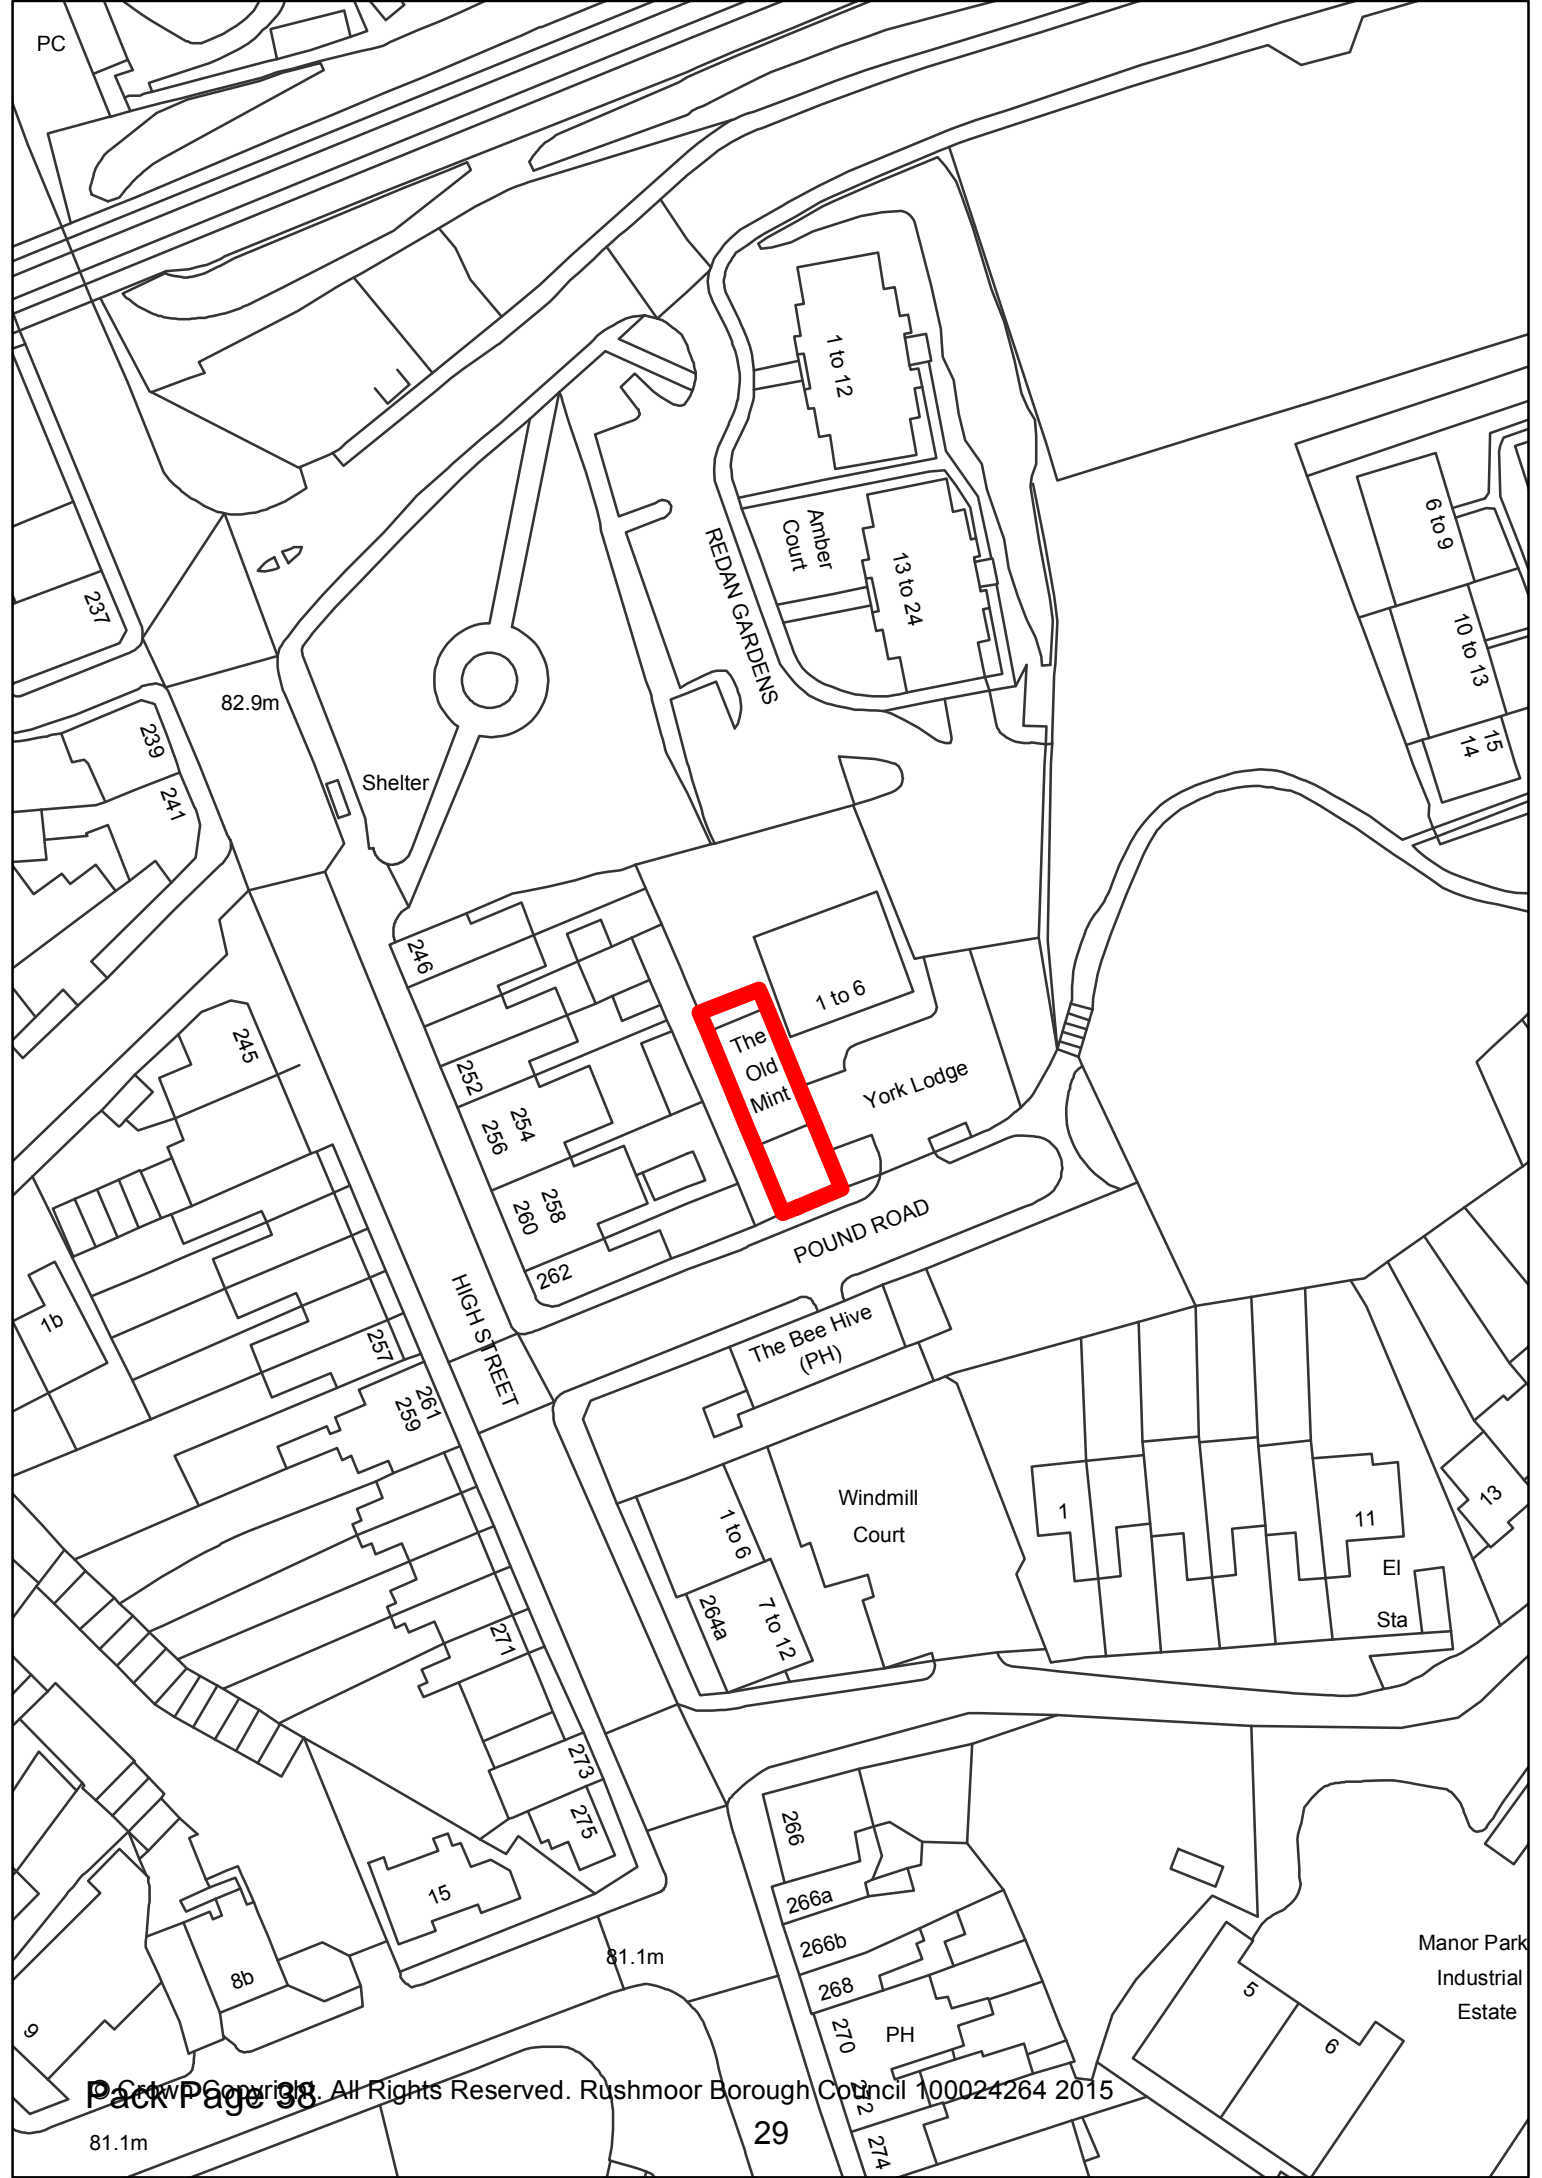 PC
1 to 12
6 to 9
Amber
Court
13 to 24
REDAN GARDENS
237
10 to 13
82.9m
239
15
14
Shelter
241
246
1 to 6
245
The
Old
Mint
252
York Lodge
254
256
258
260
POUND ROAD
262
HIGH STREET
1b
The Bee Hive
(PH)
257
261
259
Windmill
Court
1
11
13
1 to 6
El
264a
7 to 12
Sta
271
273
275
266
15
266a
266b
81.1m
Manor Park
Industrial
Estate
268
8b
5
9
270
PH
6
© Crown Copyright. All Rights Reserved. Rushmoor Borough Council 100024264 2015
Pack Page 38
272
29
81.1m
274